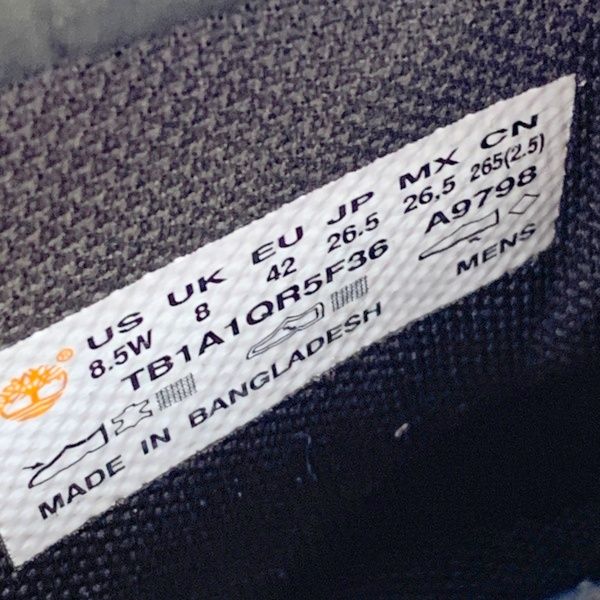 US UK EU JP MX CN
8.5W 8 42 26.5 26,5 265(2.5)
TB1A1QR5F36 A9798
MENS
MADE IN BANGLADESH